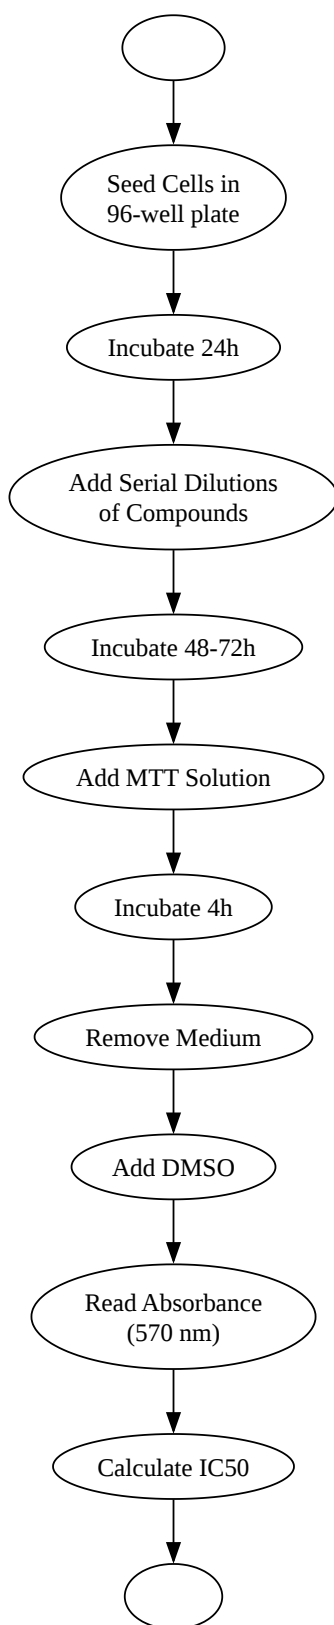 Seed Cells in
96-well plate
Incubate 24h
Add Serial Dilutions
of Compounds
Incubate 48-72h
Add MTT Solution
Incubate 4h
Remove Medium
Add DMSO
Read Absorbance
(570 nm)
Calculate IC50